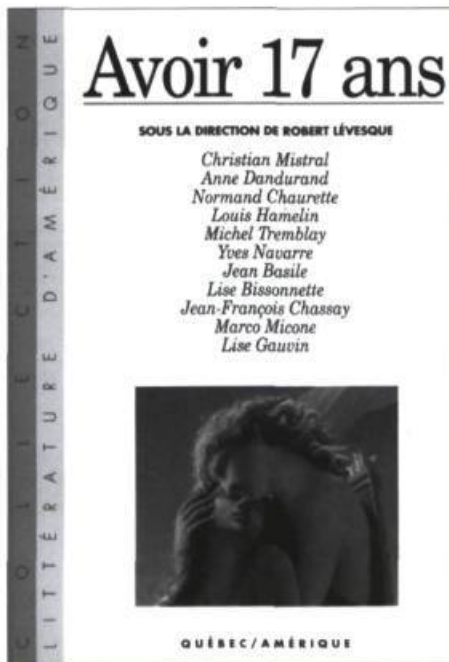 COLLECTION
LITTÉRATURE D'AMÉRIQUE
Avoir 17 ans
SOUS LA DIRECTION DE ROBERT LÉVESQUE
Christian Mistral
Anne Dandurand
Normand Chaurette
Louis Hamelin
Michel Tremblay
Yves Navarre
Jean Basile
Lise Bissonnette
Jean-François Chassay
Marco Micone
Lise Gauvin
QUÉBEC/AMÉRIQUE